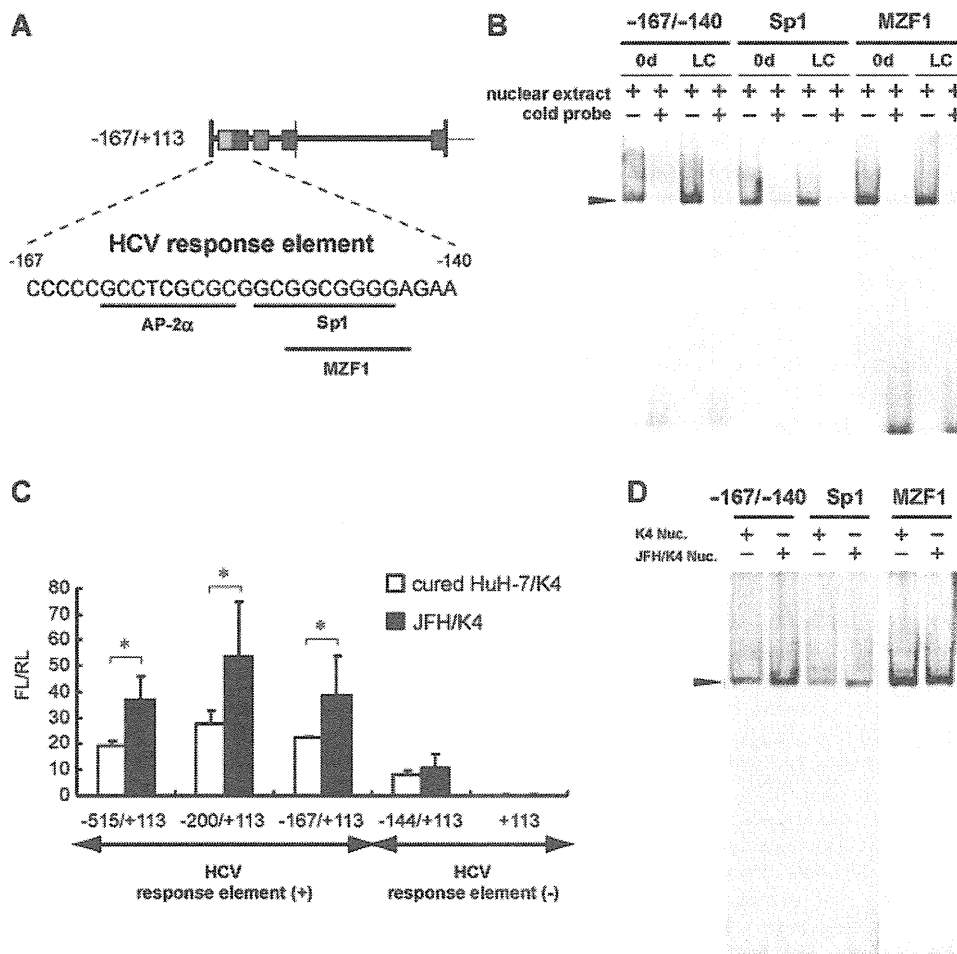 A
-167/+113
HCV response element
-167 -140
CCCCCGCCTCGCGCGGCGGCGGGGAGAA
AP-2α Sp1
MZF1
B
-167/-140 Sp1 MZF1
0d LC 0d LC 0d LC
nuclear extract + + + + + + + + + + + +
cold probe − + − + − + − + − + − +
C
cured HuH-7/K4
JFH/K4
FL/RL
80
70
60
50
40
30
20
10
0
* * *
-515/+113 -200/+113 -167/+113 -144/+113 +113
HCV
response element (+)
HCV
response element (-)
D
-167/-140 Sp1 MZF1
K4 Nuc. + − + − + −
JFH/K4 Nuc. − + − + − +